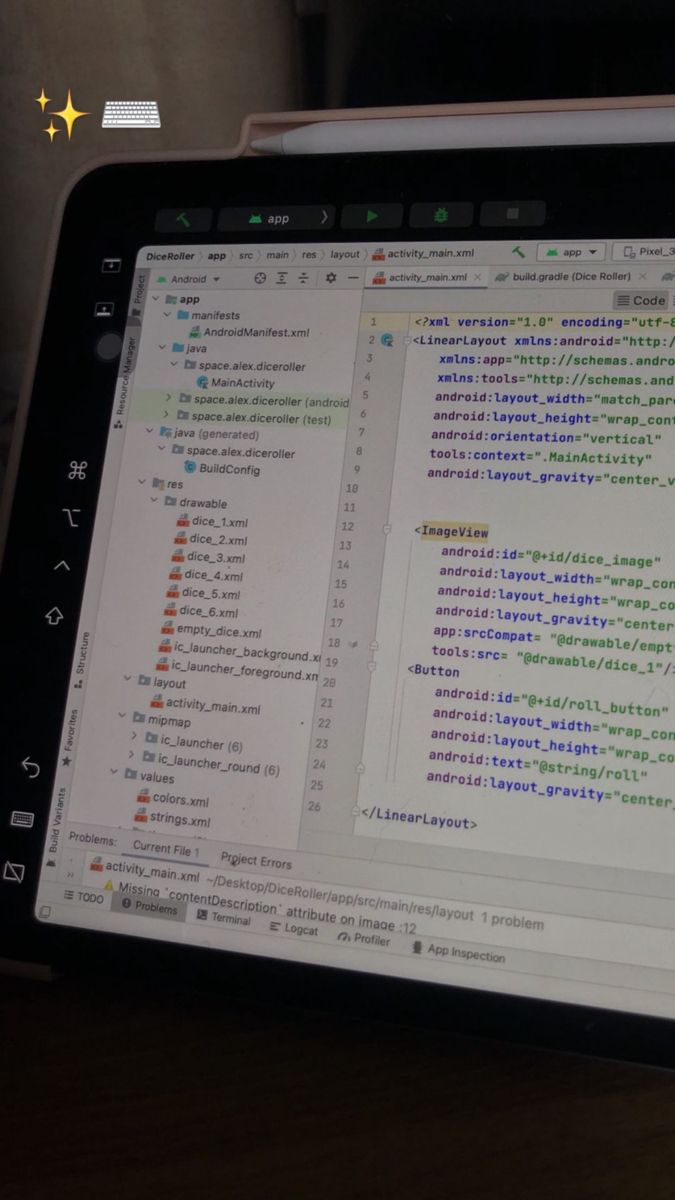 app
DiceRoller app src main res layout activity_main.xml app Pixel_3
Project
Resource Manager
Structure
Favorites
Build Variants
Android
app
manifests
AndroidManifest.xml
java
space.alex.diceroller
MainActivity
space.alex.diceroller (android
space.alex.diceroller (test)
java (generated)
space.alex.diceroller
BuildConfig
res
drawable
dice_1.xml
dice_2.xml
dice_3.xml
dice_4.xml
dice_5.xml
dice_6.xml
empty_dice.xml
ic_launcher_background.x
ic_launcher_foreground.xm
layout
activity_main.xml
mipmap
ic_launcher (6)
ic_launcher_round (6)
values
colors.xml
strings.xml
activity_main.xml build.gradle (Dice Roller)
Code
1 <?xml version="1.0" encoding="utf-8
2 <LinearLayout xmlns:android="http:/
3 xmlns:app="http://schemas.andro
4 xmlns:tools="http://schemas.and
5 android:layout_width="match_par
6 android:layout_height="wrap_con
7 android:orientation="vertical"
8 tools:context=".MainActivity"
9 android:layout_gravity="center_v
10
11
12 <ImageView
13 android:id="@+id/dice_image"
14 android:layout_width="wrap_con
15 android:layout_height="wrap_co
16 android:layout_gravity="center
17 app:srcCompat= "@drawable/empt
18 tools:src= "@drawable/dice_1"/>
19 <Button
20 android:id="@+id/roll_button"
21 android:layout_width="wrap_con
22 android:layout_height="wrap_co
23 android:text="@string/roll"
24 android:layout_gravity="center_
25
26 </LinearLayout>
Problems: Current File 1 Project Errors
activity_main.xml ~/Desktop/DiceRoller/app/src/main/res/layout 1 problem
Missing `contentDescription` attribute on image :12
TODO Problems Terminal Logcat Profiler App Inspection